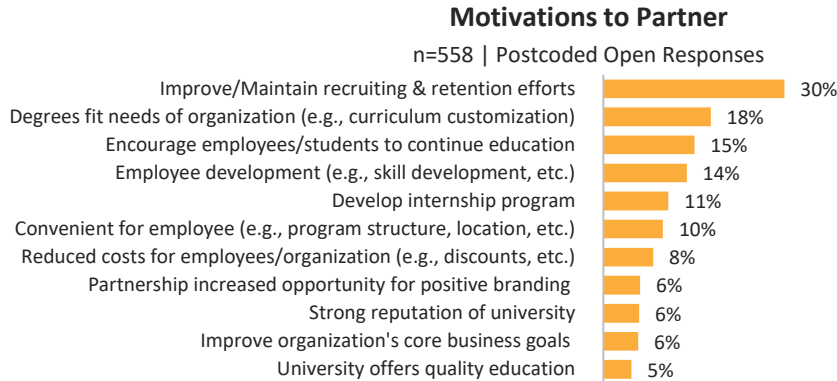 Motivations to Partner
n=558 | Postcoded Open Responses
Improve/Maintain recruiting & retention efforts 30%
Degrees fit needs of organization (e.g., curriculum customization) 18%
Encourage employees/students to continue education 15%
Employee development (e.g., skill development, etc.) 14%
Develop internship program 11%
Convenient for employee (e.g., program structure, location, etc.) 10%
Reduced costs for employees/organization (e.g., discounts, etc.) 8%
Partnership increased opportunity for positive branding 6%
Strong reputation of university 6%
Improve organization's core business goals 6%
University offers quality education 5%